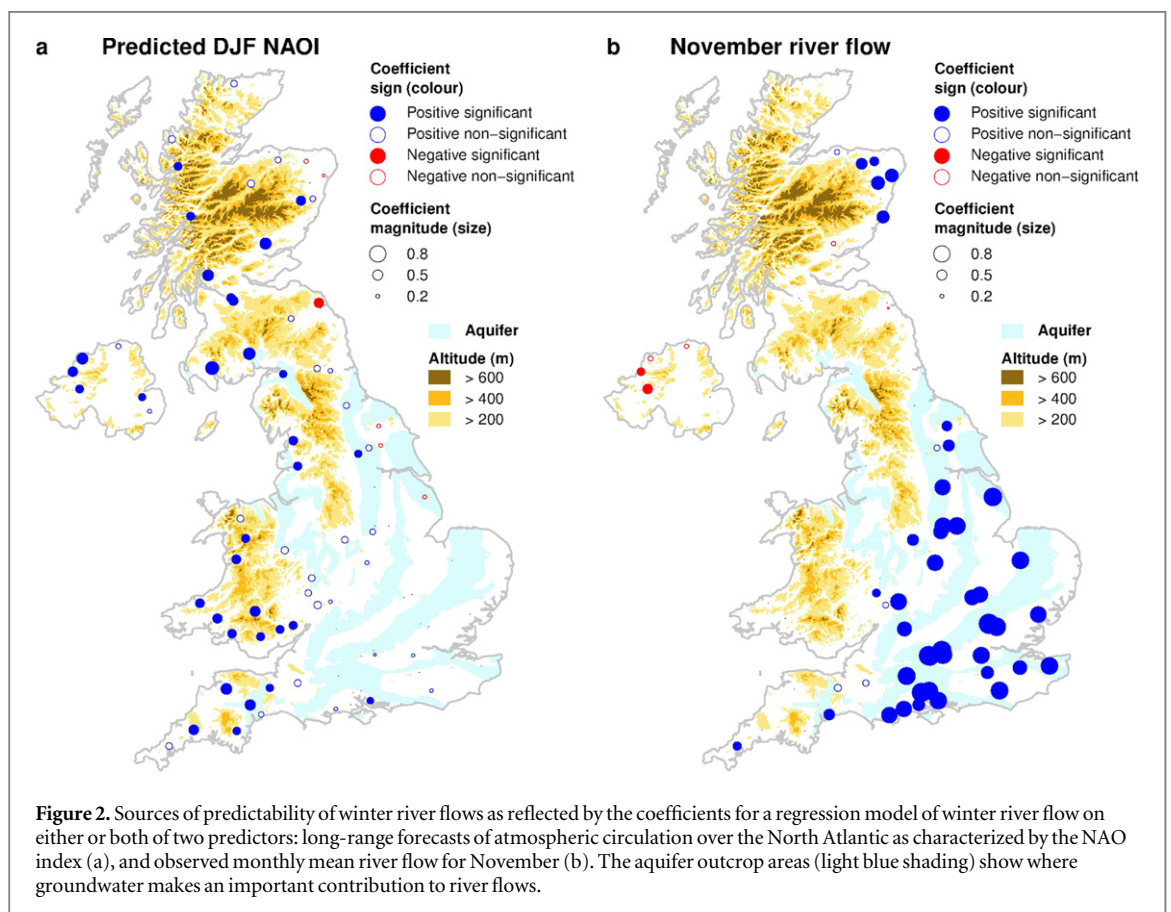 a Predicted DJF NAOI
Coefficient
sign (colour)
Positive significant
Positive non−significant
Negative significant
Negative non−significant
Coefficient
magnitude (size)
0.8
0.5
0.2
Aquifer
Altitude (m)
> 600
> 400
> 200
b November river flow
Coefficient
sign (colour)
Positive significant
Positive non−significant
Negative significant
Negative non−significant
Coefficient
magnitude (size)
0.8
0.5
0.2
Aquifer
Altitude (m)
> 600
> 400
> 200
Figure 2. Sources of predictability of winter river flows as reflected by the coefficients for a regression model of winter river flow on
either or both of two predictors: long-range forecasts of atmospheric circulation over the North Atlantic as characterized by the NAO
index (a), and observed monthly mean river flow for November (b). The aquifer outcrop areas (light blue shading) show where
groundwater makes an important contribution to river flows.